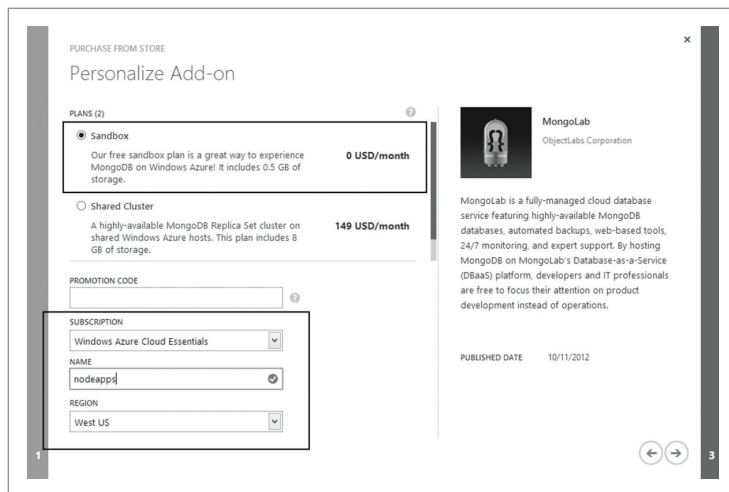 PURCHASE FROM STORE
Personalize Add-on
PLANS (2)
Sandbox
Our free sandbox plan is a great way to experience
MongoDB on Windows Azure! It includes 0.5 GB of
storage.
0 USD/month
Shared Cluster
A highly-available MongoDB Replica Set cluster on
shared Windows Azure hosts. This plan includes 8
GB of storage.
149 USD/month
PROMOTION CODE
SUBSCRIPTION
Windows Azure Cloud Essentials
NAME
nodeapps
REGION
West US
1
MongoLab
ObjectLabs Corporation
MongoLab is a fully-managed cloud database
service featuring highly-available MongoDB
databases, automated backups, web-based tools,
24/7 monitoring, and expert support. By hosting
MongoDB on MongoLab's Database-as-a-Service
(DBaaS) platform, developers and IT professionals
are free to focus their attention on product
development instead of operations.
PUBLISHED DATE 10/11/2012
3